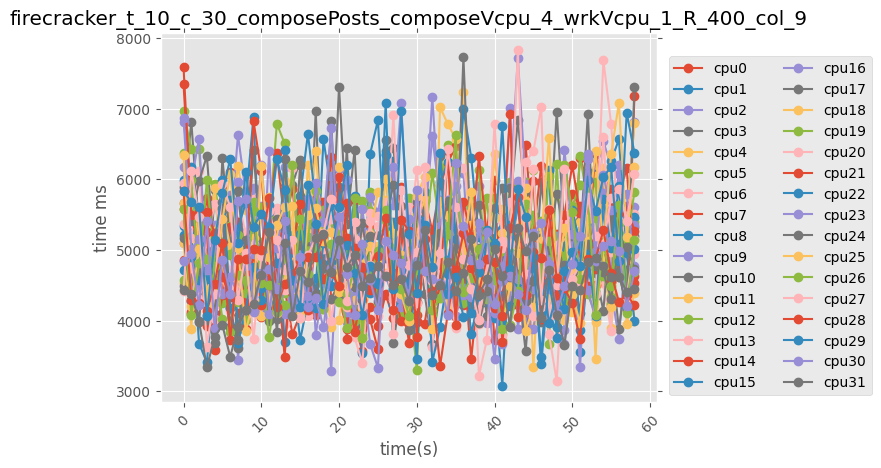 firecracker_t_10_c_30_composePosts_composeVcpu_4_wrkVcpu_1_R_400_col_9
8000
7000
6000
5000
4000
3000
time ms
0
10
20
30
40
50
60
time(s)
cpu0
cpu1
cpu2
cpu3
cpu4
cpu5
cpu6
cpu7
cpu8
cpu9
cpu10
cpu11
cpu12
cpu13
cpu14
cpu15
cpu16
cpu17
cpu18
cpu19
cpu20
cpu21
cpu22
cpu23
cpu24
cpu25
cpu26
cpu27
cpu28
cpu29
cpu30
cpu31